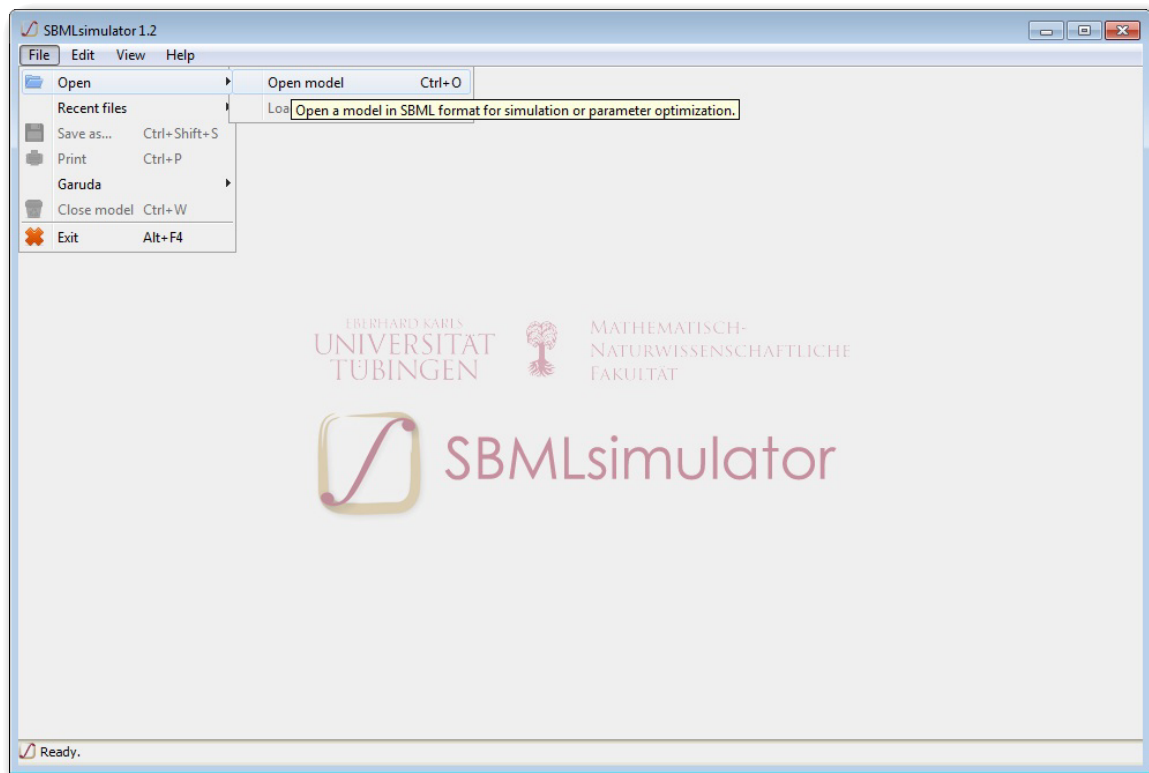 SBMLsimulator 1.2
File Edit View Help
Open
Open model Ctrl+O
Recent files
Loa
Open a model in SBML format for simulation or parameter optimization.
Save as... Ctrl+Shift+S
Print Ctrl+P
Garuda
Close model Ctrl+W
Exit Alt+F4
EBERHARD KARLS
UNIVERSITÄT
TÜBINGEN
MATHEMATISCH-
NATURWISSENSCHAFTLICHE
FAKULTÄT
SBMLsimulator
Ready.